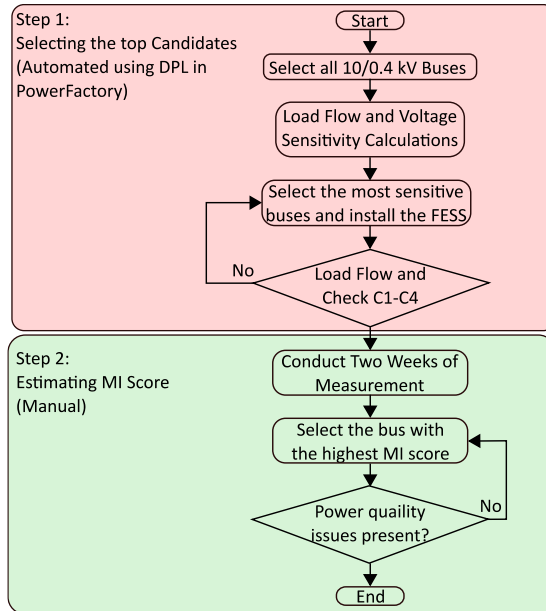 Step 1:
Selecting the top Candidates
(Automated using DPL in
PowerFactory)
Start
Select all 10/0.4 kV Buses
Load Flow and Voltage
Sensitivity Calculations
Select the most sensitive
buses and install the FESS
No
Load Flow and
Check C1-C4
Step 2:
Estimating MI Score
(Manual)
Conduct Two Weeks of
Measurement
Select the bus with
the highest MI score
No
Power quaility
issues present?
End